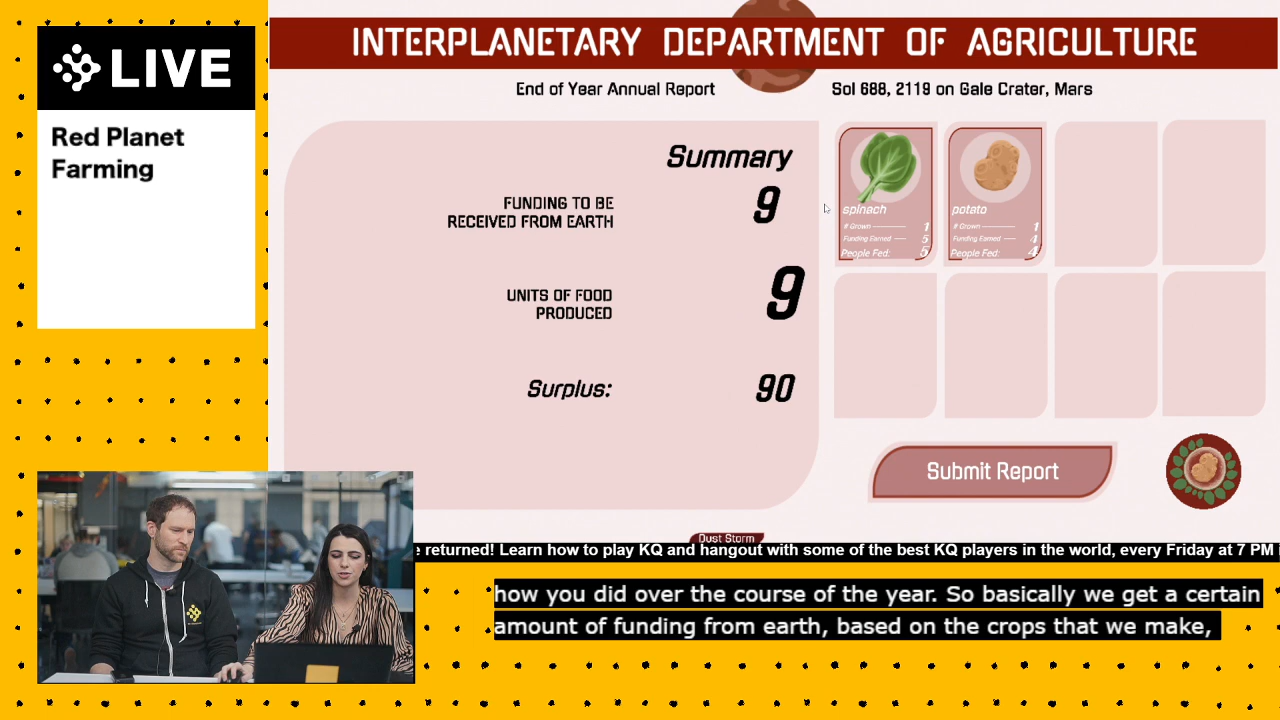 LIVE
Red Planet
Farming
INTERPLANETARY DEPARTMENT OF AGRICULTURE
End of Year Annual Report
Sol 688, 2119 on Gale Crater, Mars
Summary
FUNDING TO BE
RECEIVED FROM EARTH
9
UNITS OF FOOD
PRODUCED
9
Surplus:
90
spinach
# Grown 1
Funding Earned 5
People Fed: 5
potato
# Grown 1
Funding Earned 4
People Fed: 4
Submit Report
Dust Storm
returned! Learn how to play KQ and hangout with some of the best KQ players in the world, every Friday at 7 PM
how you did over the course of the year. So basically we get a certain
amount of funding from earth, based on the crops that we make,